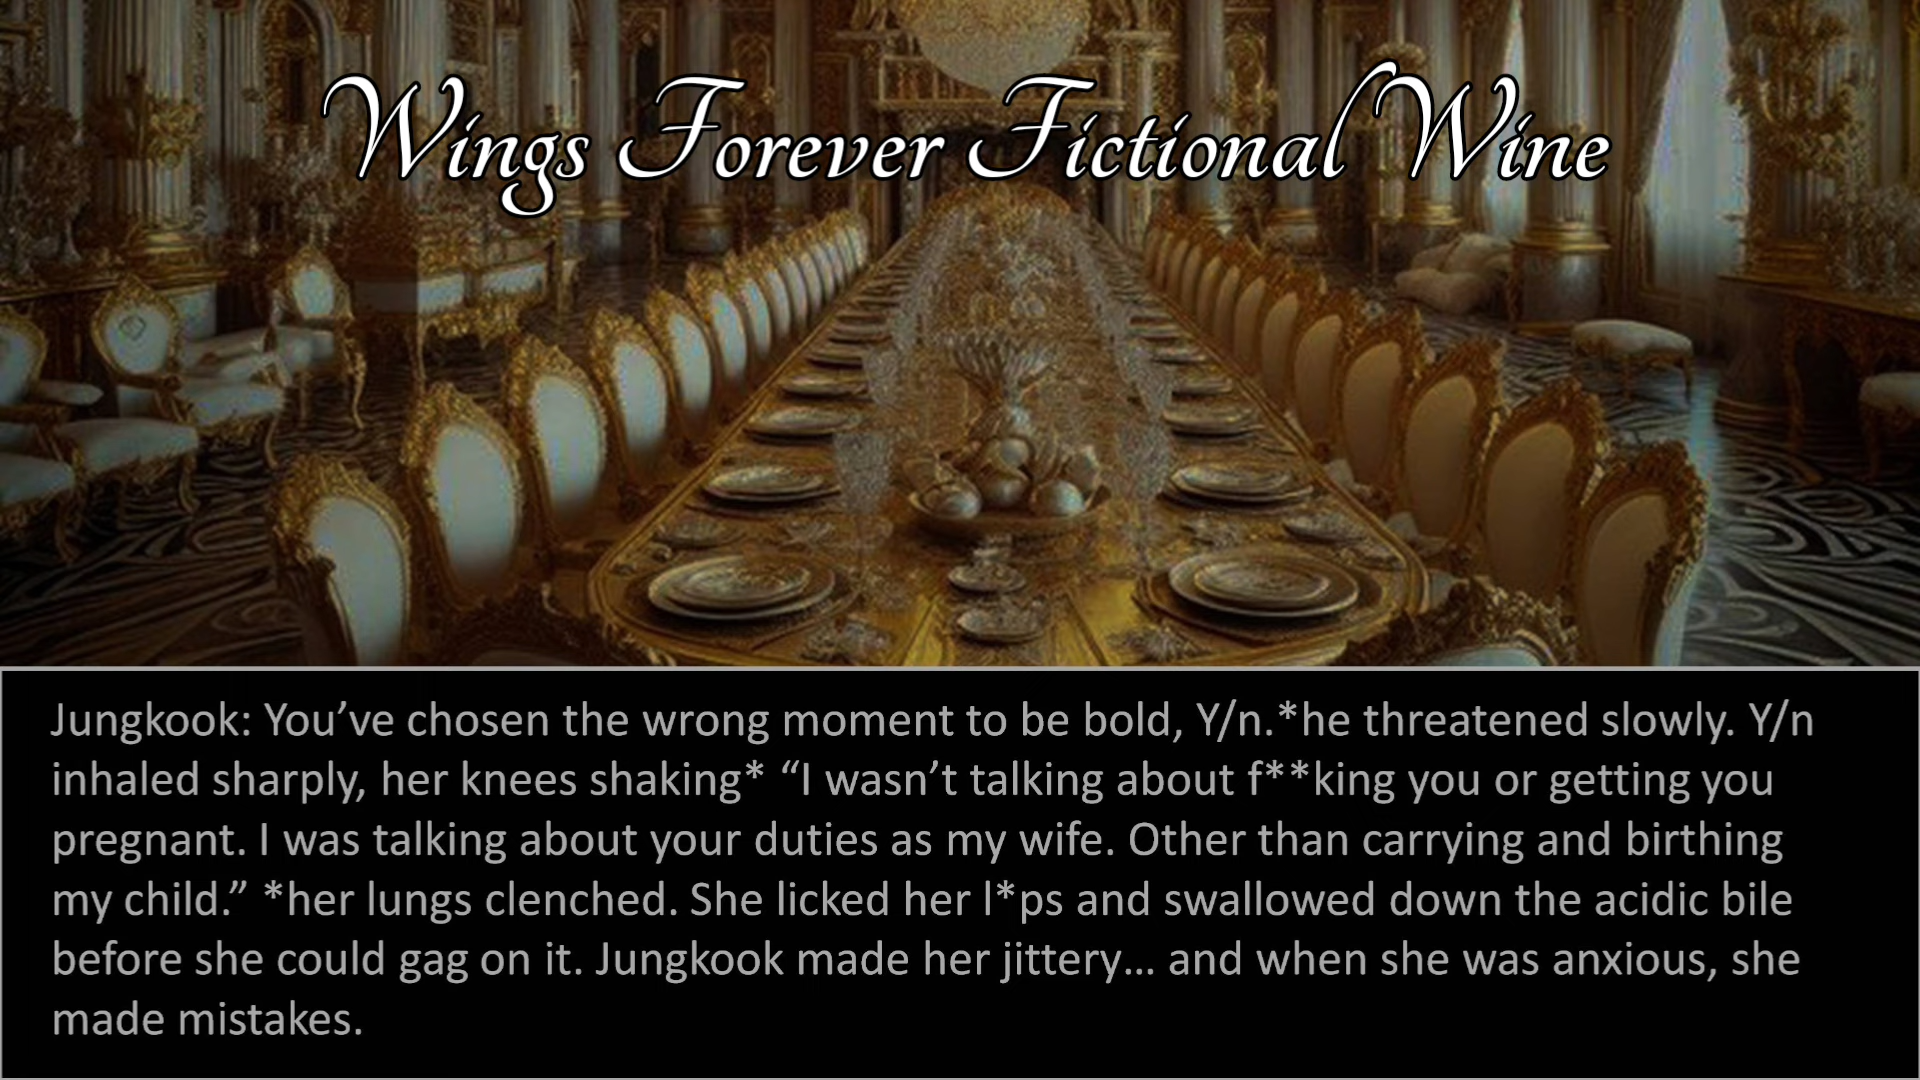 Wings Forever Fictional Wine
Jungkook: You’ve chosen the wrong moment to be bold, Y/n.*he threatened slowly. Y/n
inhaled sharply, her knees shaking* “I wasn’t talking about f**king you or getting you
pregnant. I was talking about your duties as my wife. Other than carrying and birthing
my child.” *her lungs clenched. She licked her l*ps and swallowed down the acidic bile
before she could gag on it. Jungkook made her jittery… and when she was anxious, she
made mistakes.